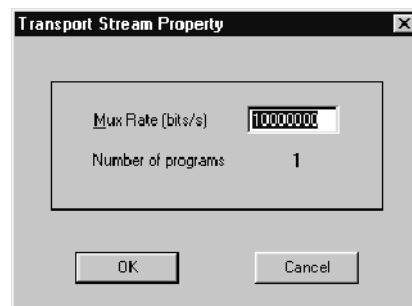 Transport Stream Property
Mux Rate (bits/s) 10000000
Number of programs 1
OK Cancel